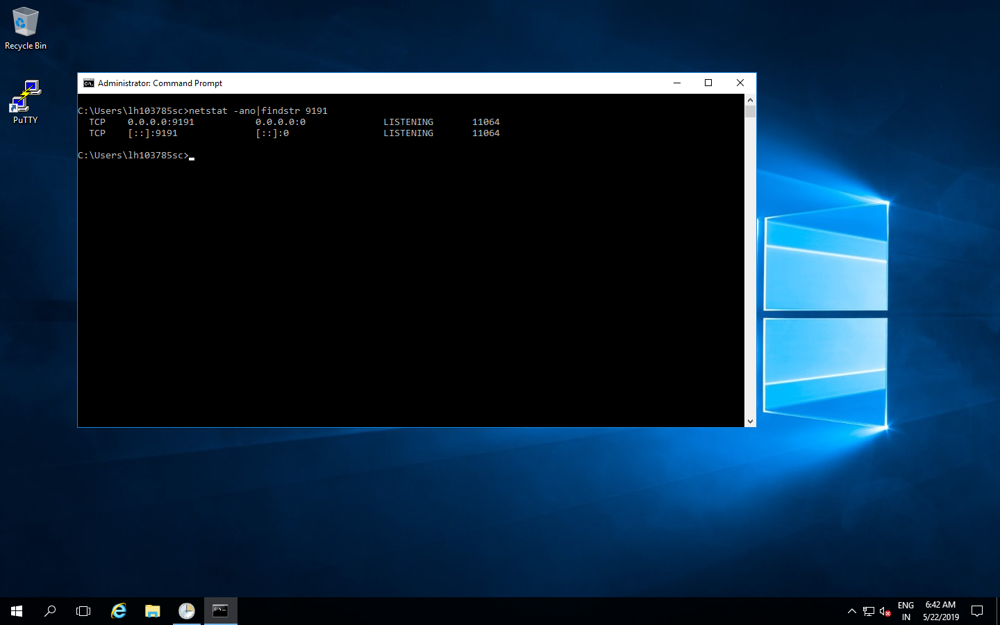 Recycle Bin
PuTTY
Administrator: Command Prompt
C:\Users\lh103785sc>netstat -ano|findstr 9191
TCP 0.0.0.0:9191 0.0.0.0:0 LISTENING 11064
TCP [::]:9191 [::]:0 LISTENING 11064
C:\Users\lh103785sc>
ENG
IN
6:42 AM
5/22/2019